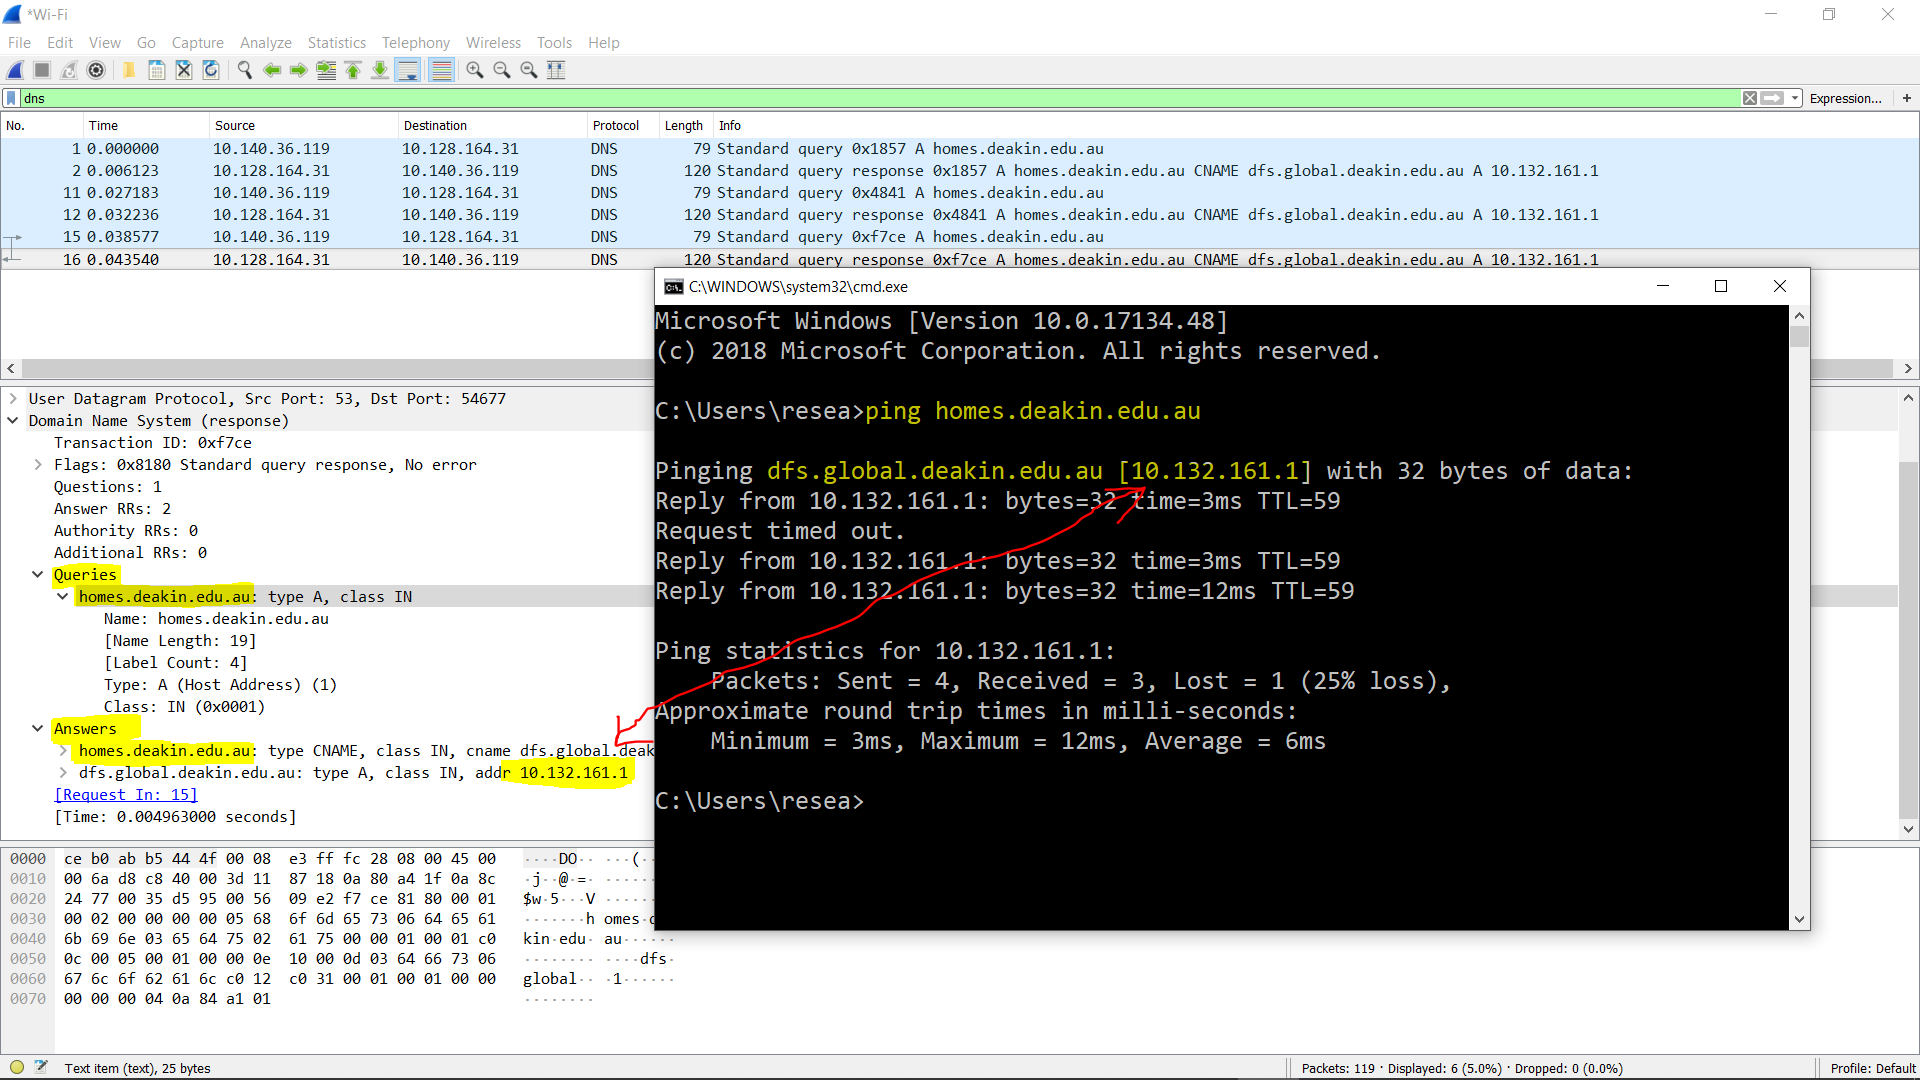 *Wi-Fi
File Edit View Go Capture Analyze Statistics Telephony Wireless Tools Help
dns
Expression... +
No. Time Source Destination Protocol Length Info
1 0.000000 10.140.36.119 10.128.164.31 DNS 79 Standard query 0x1857 A homes.deakin.edu.au
2 0.006123 10.128.164.31 10.140.36.119 DNS 120 Standard query response 0x1857 A homes.deakin.edu.au CNAME dfs.global.deakin.edu.au A 10.132.161.1
11 0.027183 10.140.36.119 10.128.164.31 DNS 79 Standard query 0x4841 A homes.deakin.edu.au
12 0.032236 10.128.164.31 10.140.36.119 DNS 120 Standard query response 0x4841 A homes.deakin.edu.au CNAME dfs.global.deakin.edu.au A 10.132.161.1
15 0.038577 10.140.36.119 10.128.164.31 DNS 79 Standard query 0xf7ce A homes.deakin.edu.au
16 0.043540 10.128.164.31 10.140.36.119 DNS 120 Standard query response 0xf7ce A homes.deakin.edu.au CNAME dfs.global.deakin.edu.au A 10.132.161.1
C:\WINDOWS\system32\cmd.exe
Microsoft Windows [Version 10.0.17134.48]
(c) 2018 Microsoft Corporation. All rights reserved.
C:\Users\resea>ping homes.deakin.edu.au
Pinging dfs.global.deakin.edu.au [10.132.161.1] with 32 bytes of data:
Reply from 10.132.161.1: bytes=32 time=3ms TTL=59
Request timed out.
Reply from 10.132.161.1: bytes=32 time=3ms TTL=59
Reply from 10.132.161.1: bytes=32 time=12ms TTL=59
Ping statistics for 10.132.161.1:
Packets: Sent = 4, Received = 3, Lost = 1 (25% loss),
Approximate round trip times in milli-seconds:
Minimum = 3ms, Maximum = 12ms, Average = 6ms
C:\Users\resea>
User Datagram Protocol, Src Port: 53, Dst Port: 54677
Domain Name System (response)
Transaction ID: 0xf7ce
Flags: 0x8180 Standard query response, No error
Questions: 1
Answer RRs: 2
Authority RRs: 0
Additional RRs: 0
Queries
homes.deakin.edu.au: type A, class IN
Name: homes.deakin.edu.au
[Name Length: 19]
[Label Count: 4]
Type: A (Host Address) (1)
Class: IN (0x0001)
Answers
homes.deakin.edu.au: type CNAME, class IN, cname dfs.global.deak
dfs.global.deakin.edu.au: type A, class IN, addr 10.132.161.1
[Request In: 15]
[Time: 0.004963000 seconds]
0000 ce b0 ab b5 44 4f 00 08 e3 ff fc 28 08 00 45 00 ····DO·· ···(·
0010 00 6a d8 c8 40 00 3d 11 87 18 0a 80 a4 1f 0a 8c ·j··@·=· ······
0020 24 77 00 35 d5 95 00 56 09 e2 f7 ce 81 80 00 01 $w·5···V ······
0030 00 02 00 00 00 00 05 68 6f 6d 65 73 06 64 65 61 ·······h omes·d
0040 6b 69 6e 03 65 64 75 02 61 75 00 00 01 00 01 c0 kin·edu· au······
0050 0c 00 05 00 01 00 00 0e 10 00 0d 03 64 66 73 06 ········ ····dfs·
0060 67 6c 6f 62 61 6c c0 12 c0 31 00 01 00 01 00 00 global·· ·1······
0070 00 00 00 04 0a 84 a1 01 ········
Text item (text), 25 bytes
Packets: 119 · Displayed: 6 (5.0%) · Dropped: 0 (0.0%)
Profile: Default